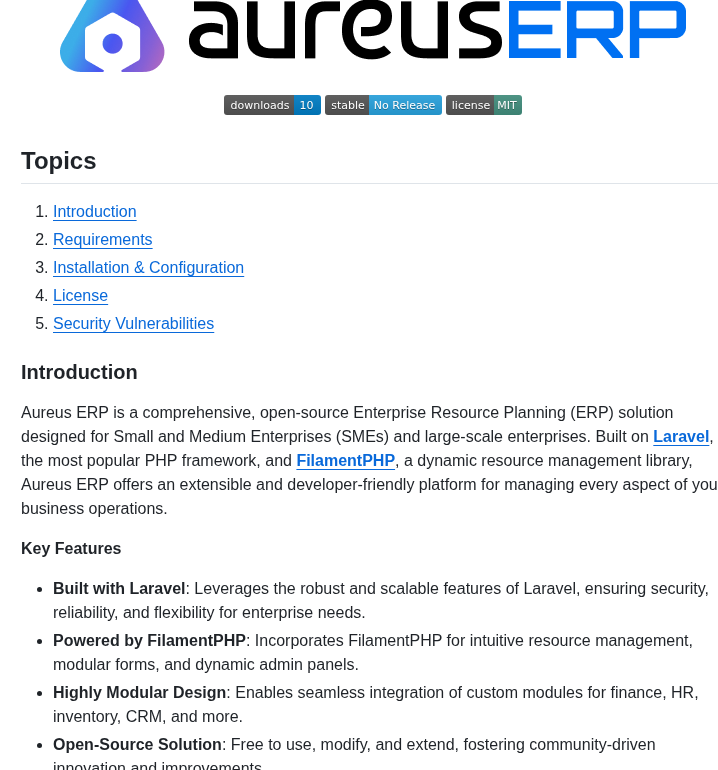 aureusERP
downloads 10 stable No Release license MIT
Topics
1. Introduction
2. Requirements
3. Installation & Configuration
4. License
5. Security Vulnerabilities
Introduction
Aureus ERP is a comprehensive, open-source Enterprise Resource Planning (ERP) solution
designed for Small and Medium Enterprises (SMEs) and large-scale enterprises. Built on Laravel,
the most popular PHP framework, and FilamentPHP, a dynamic resource management library,
Aureus ERP offers an extensible and developer-friendly platform for managing every aspect of you
business operations.
Key Features
• Built with Laravel: Leverages the robust and scalable features of Laravel, ensuring security,
reliability, and flexibility for enterprise needs.
• Powered by FilamentPHP: Incorporates FilamentPHP for intuitive resource management,
modular forms, and dynamic admin panels.
• Highly Modular Design: Enables seamless integration of custom modules for finance, HR,
inventory, CRM, and more.
• Open-Source Solution: Free to use, modify, and extend, fostering community-driven
innovation and improvements.